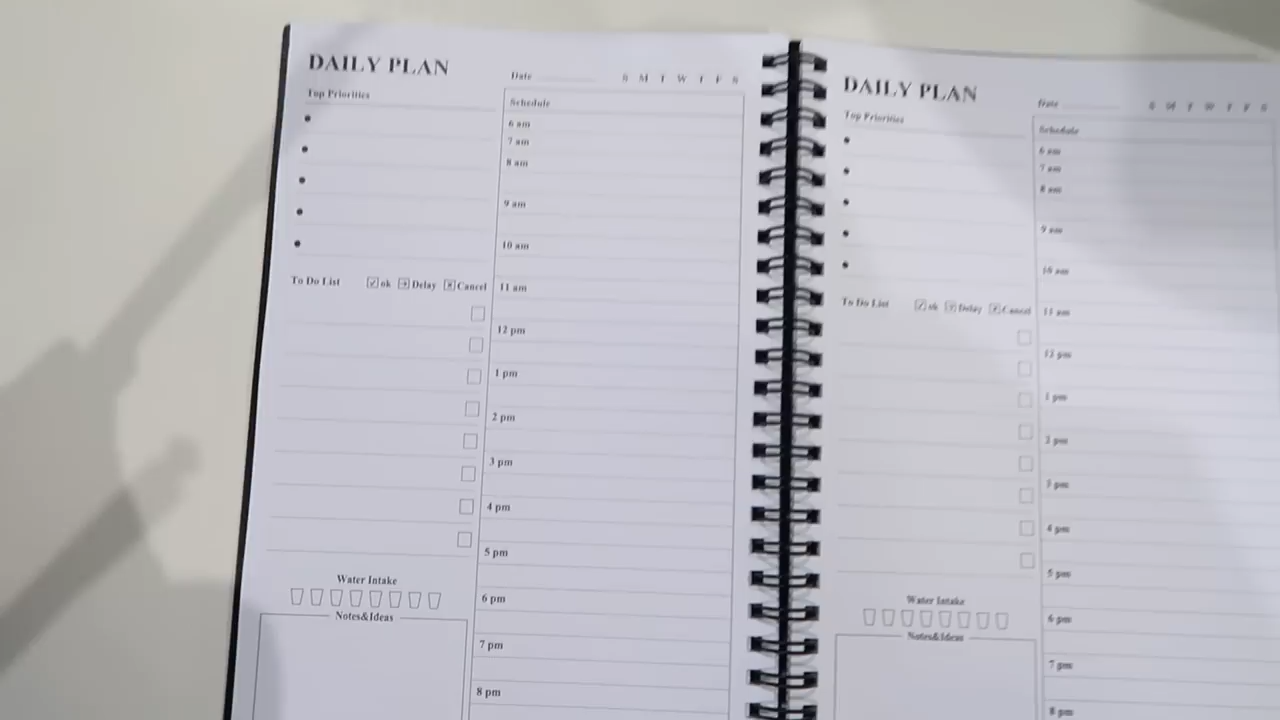 DAILY PLAN
Date S M T W T F S
Top Priorities
Schedule
6 am
7 am
8 am
9 am
10 am
11 am
12 pm
1 pm
2 pm
3 pm
4 pm
5 pm
6 pm
7 pm
8 pm
To Do List ok Delay Cancel
Water Intake
Notes&Ideas
DAILY PLAN
Date S M T W T F S
Top Priorities
Schedule
6 am
7 am
8 am
9 am
10 am
11 am
12 pm
1 pm
2 pm
3 pm
4 pm
5 pm
6 pm
7 pm
8 pm
To Do List ok Delay Cancel
Water Intake
Notes&Ideas